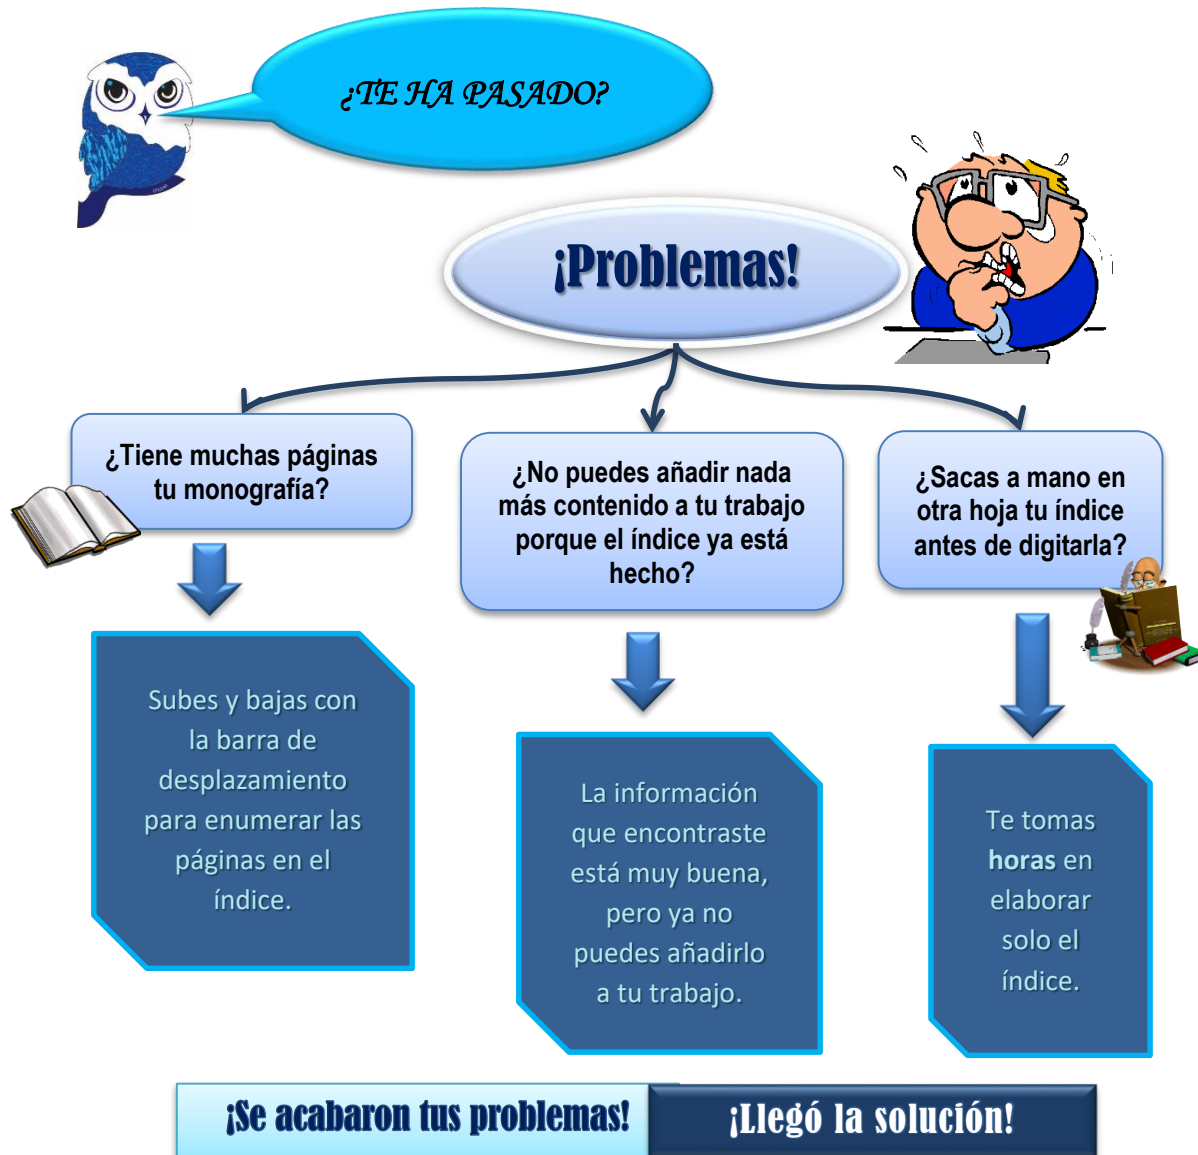 ¿TE HA PASADO?
¡Problemas!
¿Tiene muchas páginas
tu monografía?
¿No puedes añadir nada
más contenido a tu trabajo
porque el índice ya está
hecho?
¿Sacas a mano en
otra hoja tu índice
antes de digitarla?
Subes y bajas con
la barra de
desplazamiento
para enumerar las
páginas en el
índice.
La información
que encontraste
está muy buena,
pero ya no
puedes añadirlo
a tu trabajo.
Te tomas
horas en
elaborar
solo el
índice.
¡Se acabaron tus problemas!
¡Llegó la solución!